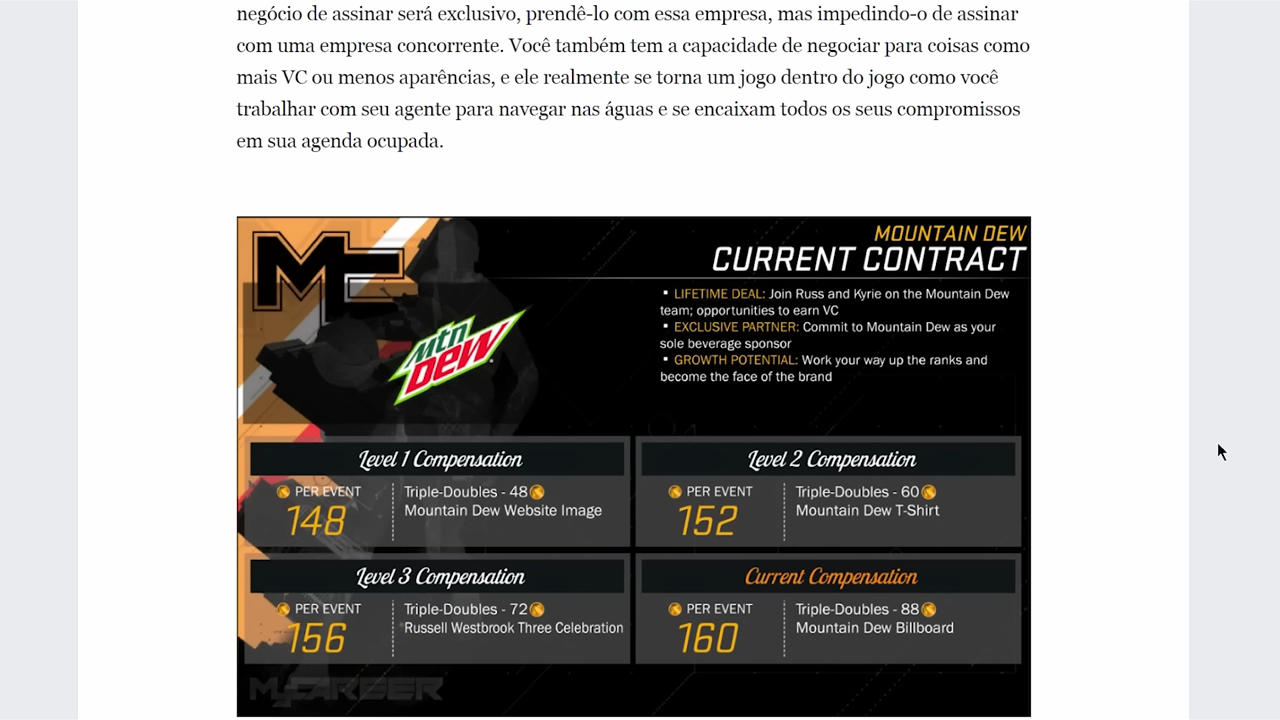 negócio de assinar será exclusivo, prendê-lo com essa empresa, mas impedindo-o de assinar
com uma empresa concorrente. Você também tem a capacidade de negociar para coisas como
mais VC ou menos aparências, e ele realmente se torna um jogo dentro do jogo como você
trabalhar com seu agente para navegar nas águas e se encaixam todos os seus compromissos
em sua agenda ocupada.
MC
Mtn
DEW
MOUNTAIN DEW
CURRENT CONTRACT
▪ LIFETIME DEAL: Join Russ and Kyrie on the Mountain Dew
team; opportunities to earn VC
▪ EXCLUSIVE PARTNER: Commit to Mountain Dew as your
sole beverage sponsor
▪ GROWTH POTENTIAL: Work your way up the ranks and
become the face of the brand
Level 1 Compensation
PER EVENT
148
Triple-Doubles - 48
Mountain Dew Website Image
Level 2 Compensation
PER EVENT
152
Triple-Doubles - 60
Mountain Dew T-Shirt
Level 3 Compensation
PER EVENT
156
Triple-Doubles - 72
Russell Westbrook Three Celebration
Current Compensation
PER EVENT
160
Triple-Doubles - 88
Mountain Dew Billboard
MYCAREER